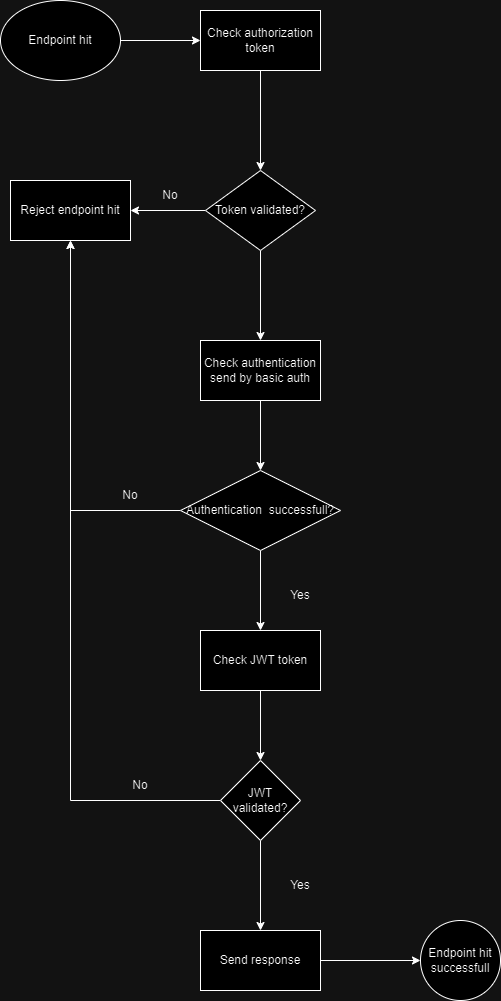 Endpoint hit
Check authorization
token
Token validated?
No
Reject endpoint hit
Check authentication
send by basic auth
Authentication  successfull?
No
Yes
Check JWT token
JWT
validated?
No
Yes
Send response
Endpoint hit
successfull